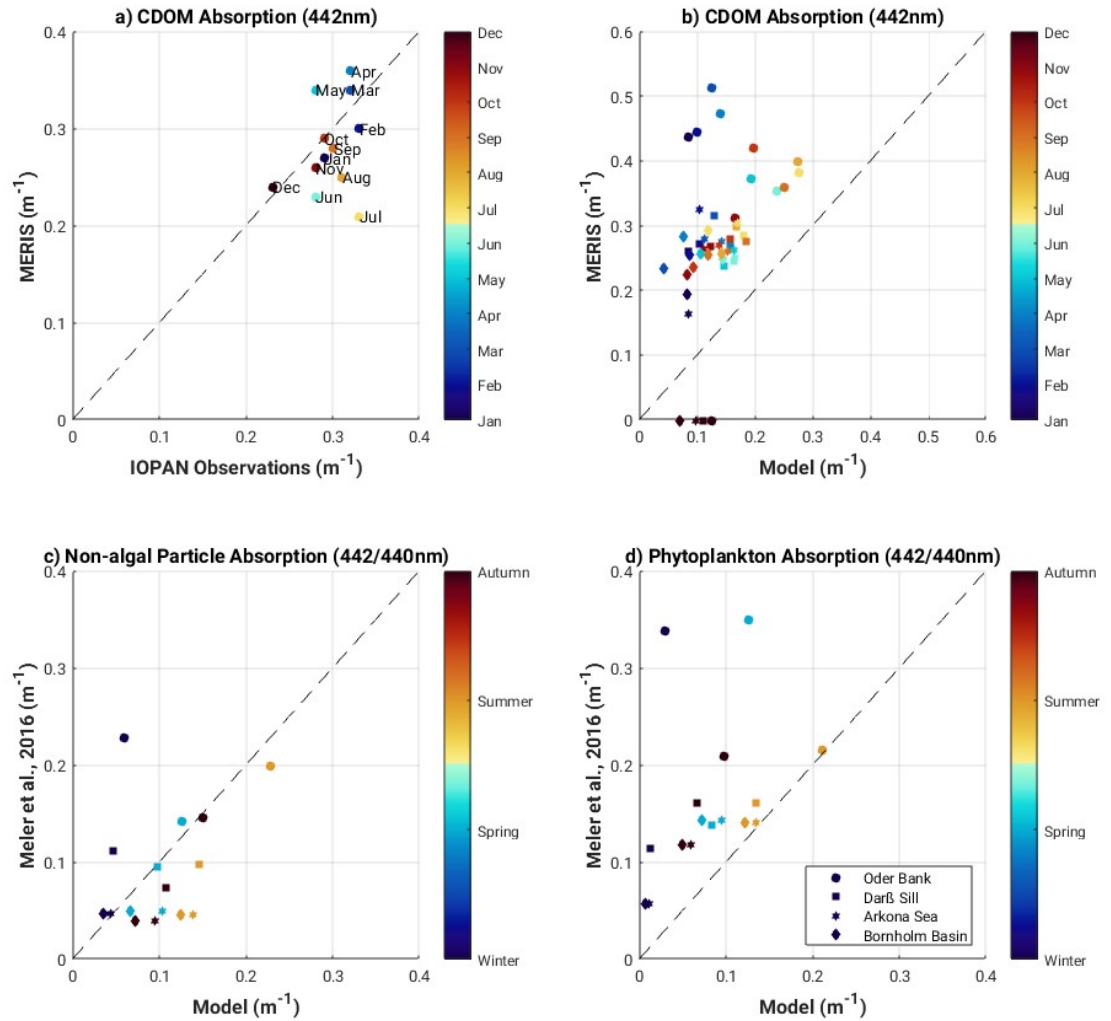 a) CDOM Absorption (442nm)
MERIS (m-1)
0.4
0.3
0.2
0.1
0
0
0.1
0.2
0.3
0.4
IOPAN Observations (m-1)
Apr
May
Mar
Feb
Oct
Sep
Jan
Nov
Aug
Dec
Jun
Jul
Dec
Nov
Oct
Sep
Aug
Jul
Jun
May
Apr
Mar
Feb
Jan
b) CDOM Absorption (442nm)
MERIS (m-1)
0.6
0.5
0.4
0.3
0.2
0.1
0
0
0.1
0.2
0.3
0.4
0.5
0.6
Model (m-1)
Dec
Nov
Oct
Sep
Aug
Jul
Jun
May
Apr
Mar
Feb
Jan
c) Non-algal Particle Absorption (442/440nm)
Meler et al., 2016 (m-1)
0.4
0.3
0.2
0.1
0
0
0.1
0.2
0.3
0.4
Model (m-1)
Autumn
Summer
Spring
Winter
d) Phytoplankton Absorption (442/440nm)
Meler et al., 2016 (m-1)
0.4
0.3
0.2
0.1
0
0
0.1
0.2
0.3
0.4
Model (m-1)
Oder Bank
Darß Sill
Arkona Sea
Bornholm Basin
Autumn
Summer
Spring
Winter